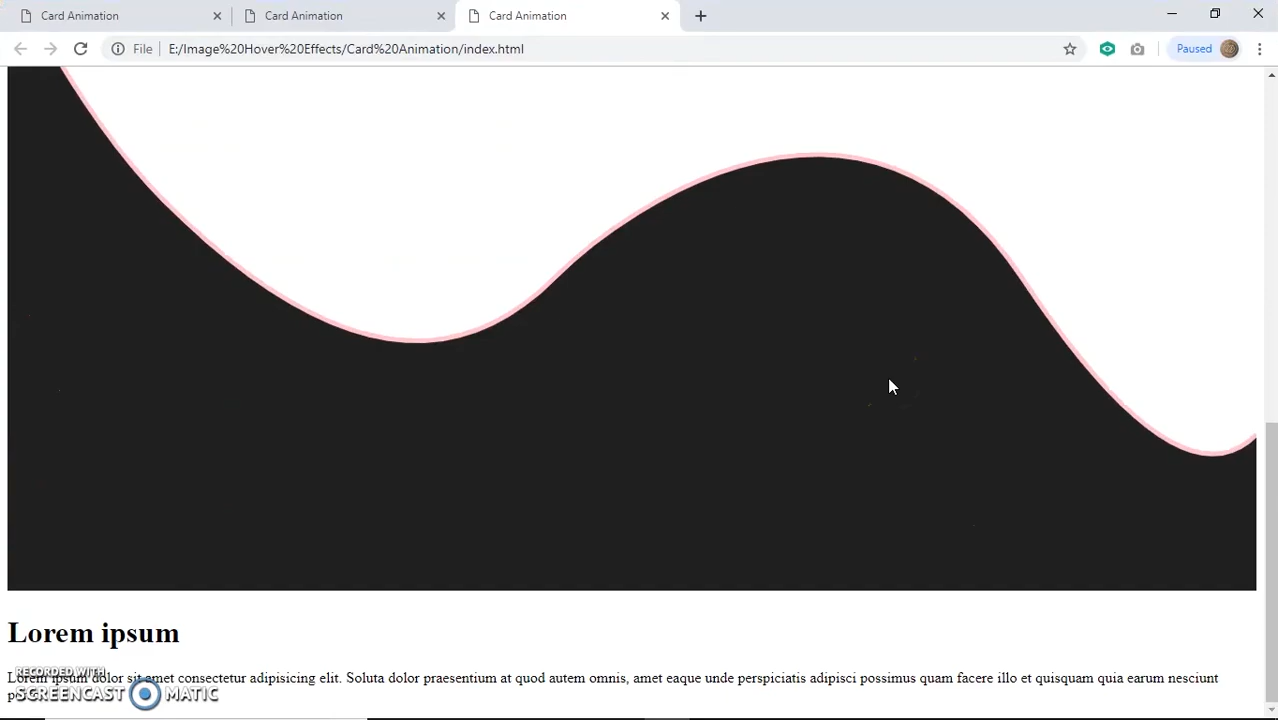 Card Animation
Card Animation
Card Animation
File
E:/Image%20Hover%20Effects/Card%20Animation/index.html
Paused
Lorem ipsum
Lorem ipsum dolor sit amet consectetur adipisicing elit. Soluta dolor praesentium at quod autem omnis, amet eaque unde perspiciatis adipisci possimus quam facere illo et quisquam quia earum nesciunt
RECORDED WITH
SCREENCAST MATIC